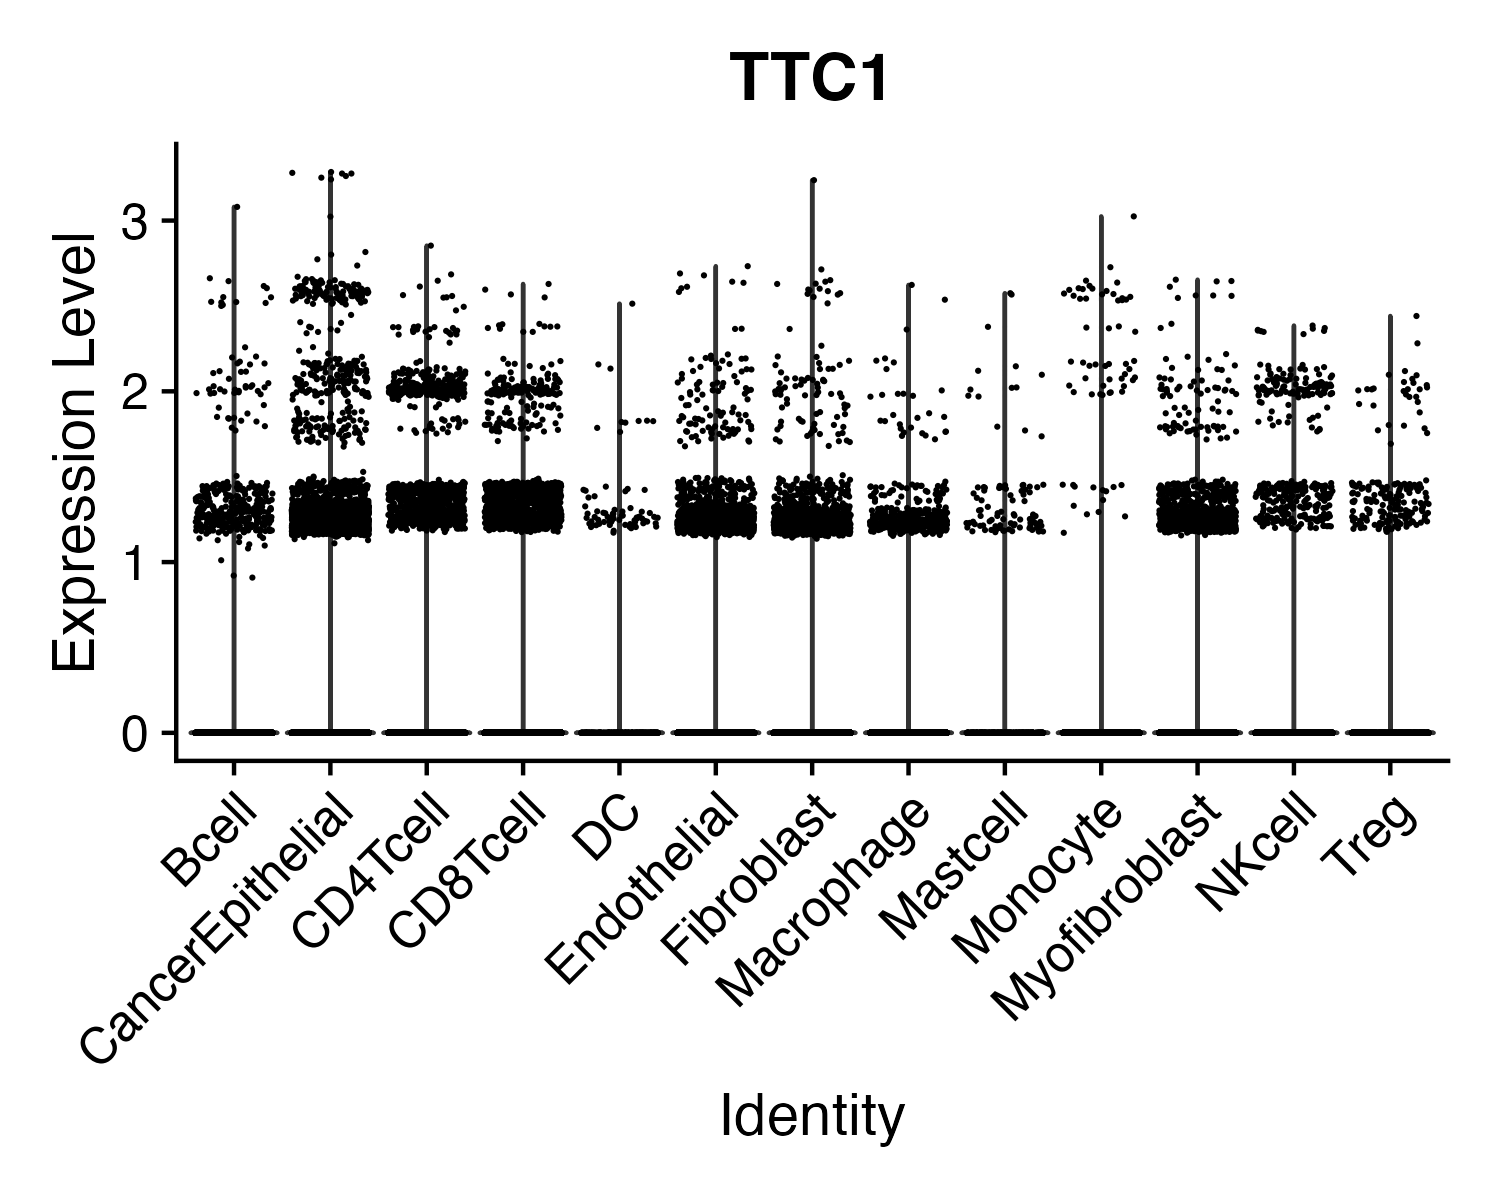 TTC1
Expression Level
3
2
1
0
Bcell
CancerEpithelial
CD4Tcell
CD8Tcell
DC
Endothelial
Fibroblast
Macrophage
Mastcell
Monocyte
Myofibroblast
NKcell
Treg
Identity